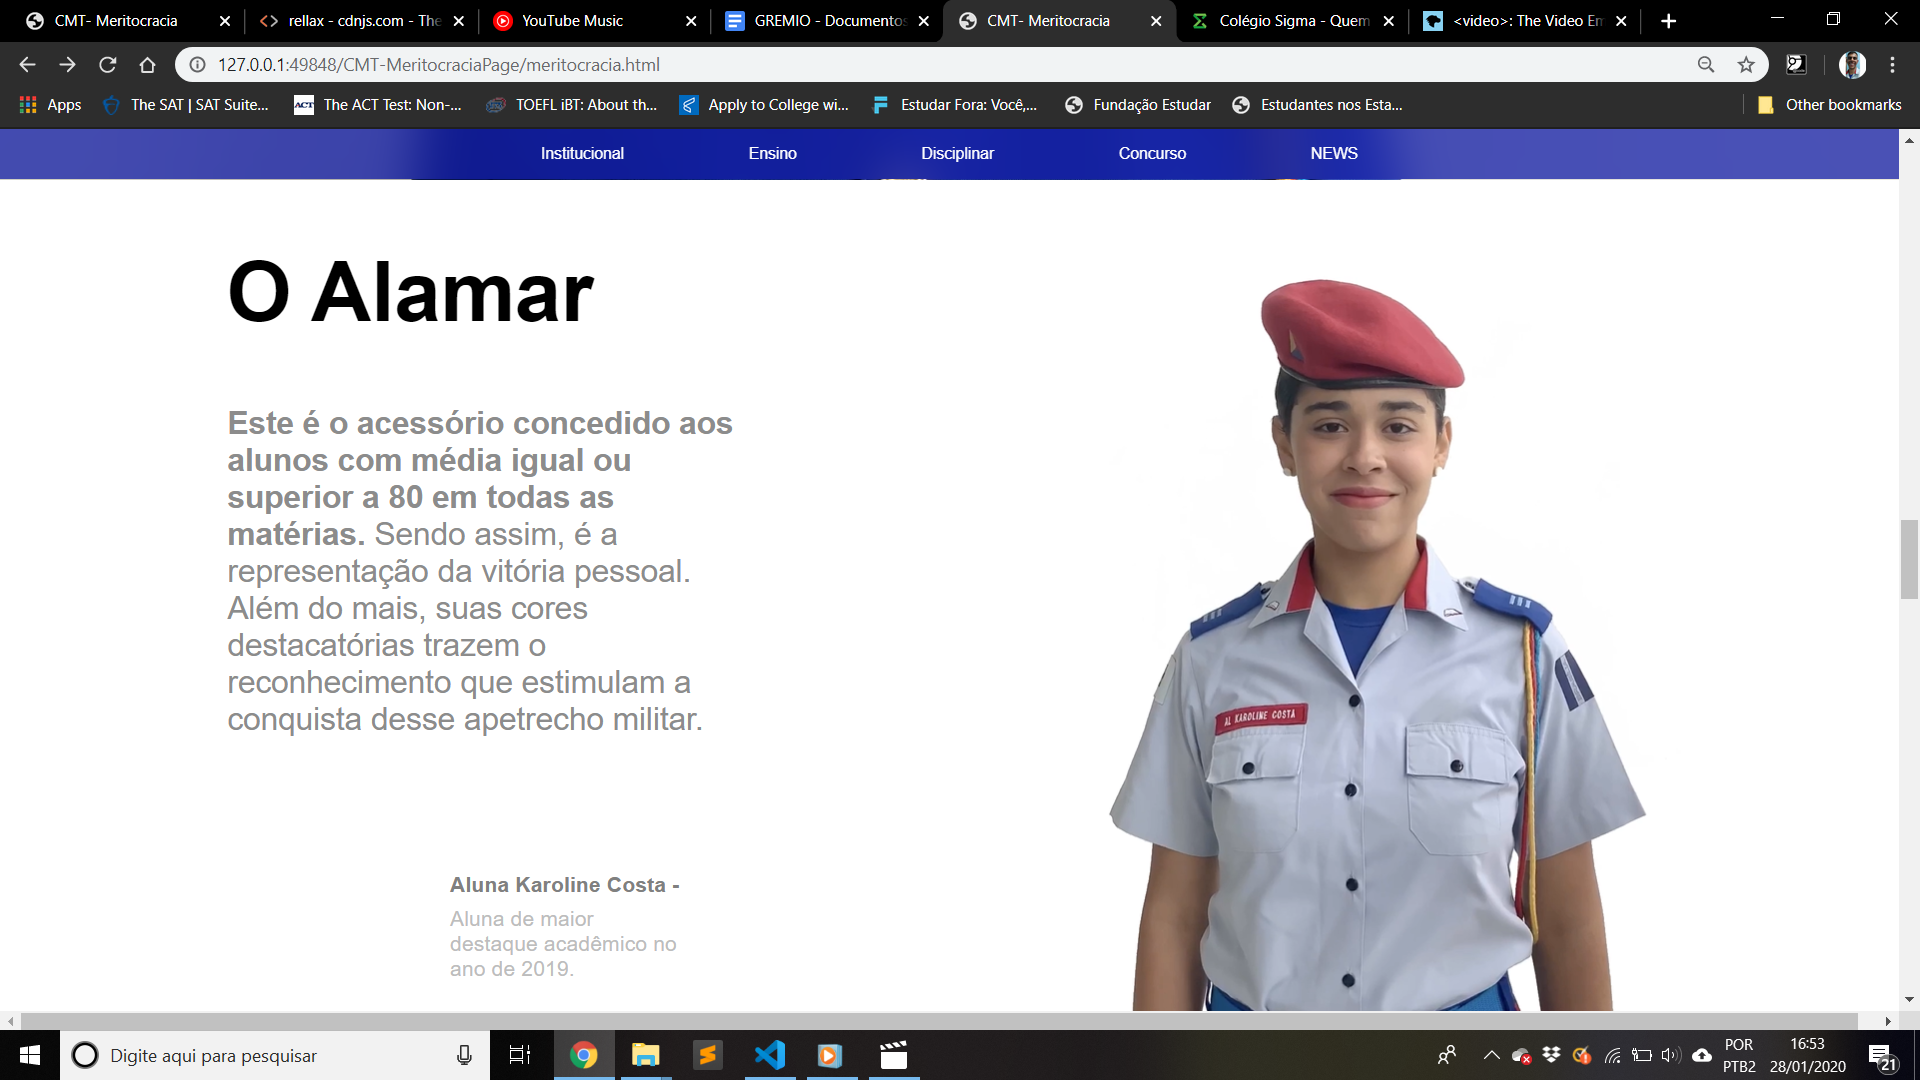 CMT- Meritocracia
rellax - cdnjs.com - The
YouTube Music
GREMIO - Documentos
CMT- Meritocracia
Colégio Sigma - Quem
<video>: The Video Em
127.0.0.1:49848/CMT-MeritocraciaPage/meritocracia.html
Apps
The SAT | SAT Suite...
ACT
The ACT Test: Non-...
TOEFL iBT: About th...
Apply to College wi...
Estudar Fora: Você,...
Fundação Estudar
Estudantes nos Esta...
Other bookmarks
Institucional
Ensino
Disciplinar
Concurso
NEWS
O Alamar
Este é o acessório concedido aos
alunos com média igual ou
superior a 80 em todas as
matérias. Sendo assim, é a
representação da vitória pessoal.
Além do mais, suas cores
destacatórias trazem o
reconhecimento que estimulam a
conquista desse apetrecho militar.
AL KAROLINE COSTA
Aluna Karoline Costa -
Aluna de maior
destaque acadêmico no
ano de 2019.
Digite aqui para pesquisar
POR
PTB2
16:53
28/01/2020
21